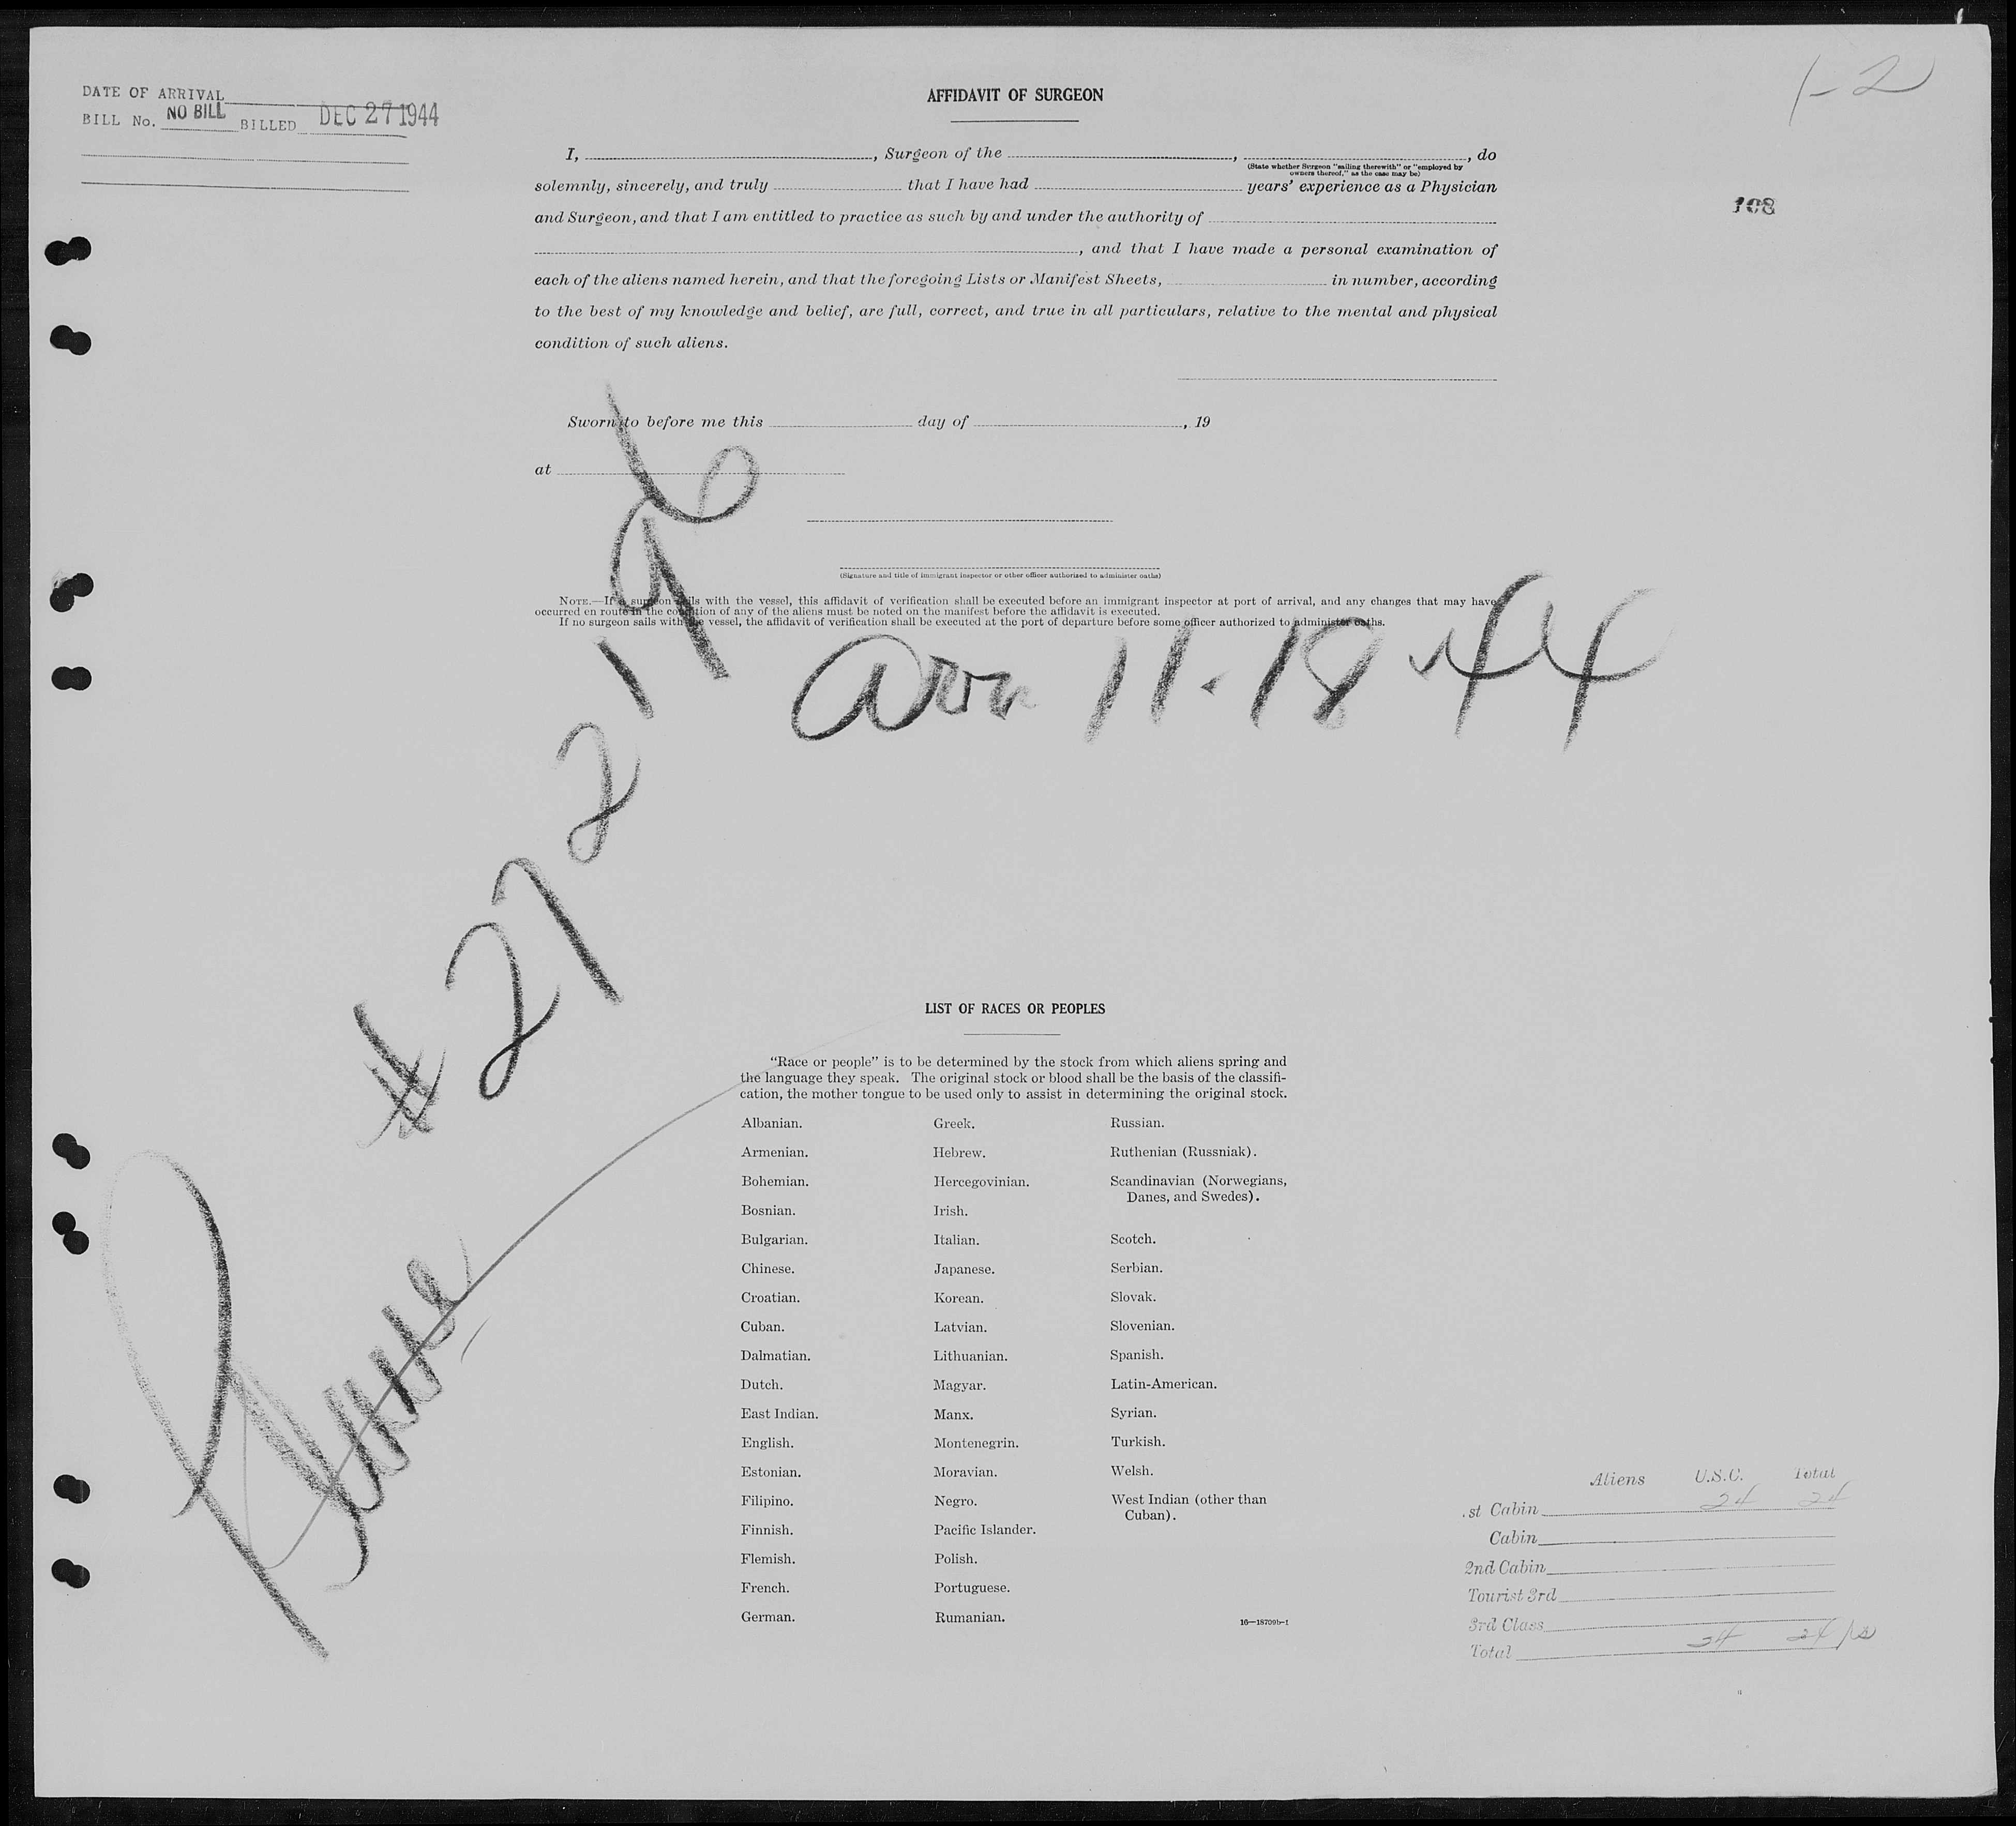 1-2
DATE OF ARRIVAL
BILL No. NO BILL BILLED DEC 27 1944
108
AFFIDAVIT OF SURGEON
I, , Surgeon of the , , do
(State whether Surgeon "sailing therewith" or "employed by
owners thereof," as the case may be)
solemnly, sincerely, and truly that I have had years' experience as a Physician
and Surgeon, and that I am entitled to practice as such by and under the authority of
, and that I have made a personal examination of
each of the aliens named herein, and that the foregoing Lists or Manifest Sheets, in number, according
to the best of my knowledge and belief, are full, correct, and true in all particulars, relative to the mental and physical
condition of such aliens.
Sworn to before me this day of , 19
at
(Signature and title of immigrant inspector or other officer authorized to administer oaths)
NOTE.—If a surgeon sails with the vessel, this affidavit of verification shall be executed before an immigrant inspector at port of arrival, and any changes that may have
occurred en route in the condition of any of the aliens must be noted on the manifest before the affidavit is executed.
If no surgeon sails with the vessel, the affidavit of verification shall be executed at the port of departure before some officer authorized to administer oaths.
Arr 11-18-44
# 272196
LIST OF RACES OR PEOPLES
"Race or people" is to be determined by the stock from which aliens spring and
the language they speak. The original stock or blood shall be the basis of the classifi-
cation, the mother tongue to be used only to assist in determining the original stock.
Albanian.
Armenian.
Bohemian.
Bosnian.
Bulgarian.
Chinese.
Croatian.
Cuban.
Dalmatian.
Dutch.
East Indian.
English.
Estonian.
Filipino.
Finnish.
Flemish.
French.
German.
Greek.
Hebrew.
Hercegovinian.
Irish.
Italian.
Japanese.
Korean.
Latvian.
Lithuanian.
Magyar.
Manx.
Montenegrin.
Moravian.
Negro.
Pacific Islander.
Polish.
Portuguese.
Rumanian.
Russian.
Ruthenian (Russniak).
Scandinavian (Norwegians,
Danes, and Swedes).
Scotch.
Serbian.
Slovak.
Slovenian.
Spanish.
Latin-American.
Syrian.
Turkish.
Welsh.
West Indian (other than
Cuban).
16—18709b-1
Aliens U.S.C. Total
.st Cabin 24 24
Cabin
2nd Cabin
Tourist 3rd
3rd Class
Total 24 24